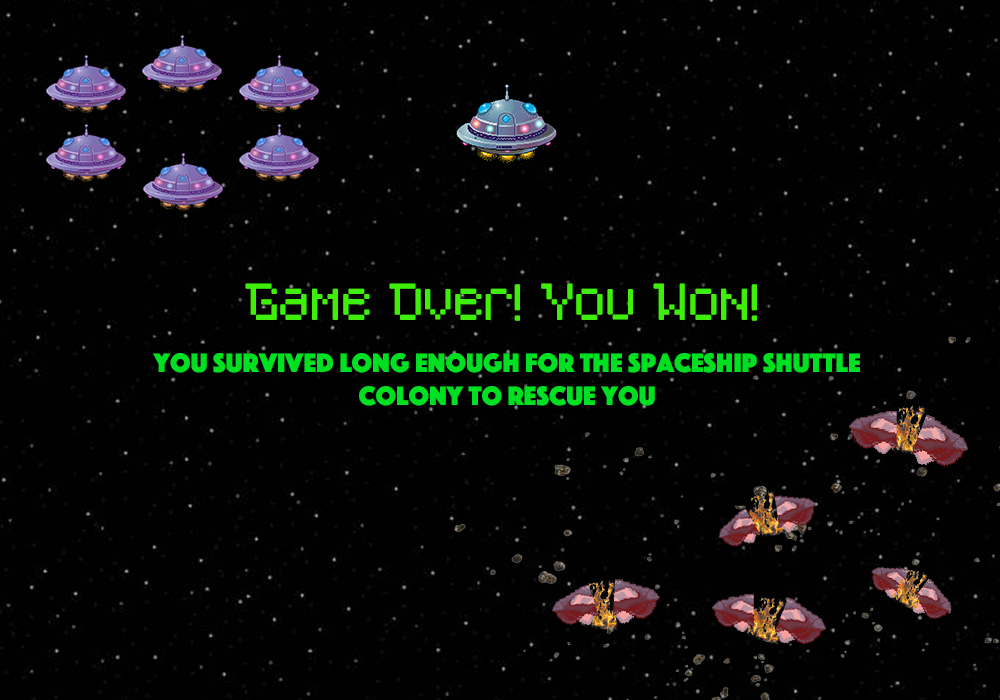 Game Over! You Won!
YOU SURVIVED LONG ENOUGH FOR THE SPACESHIP SHUTTLE
COLONY TO RESCUE YOU